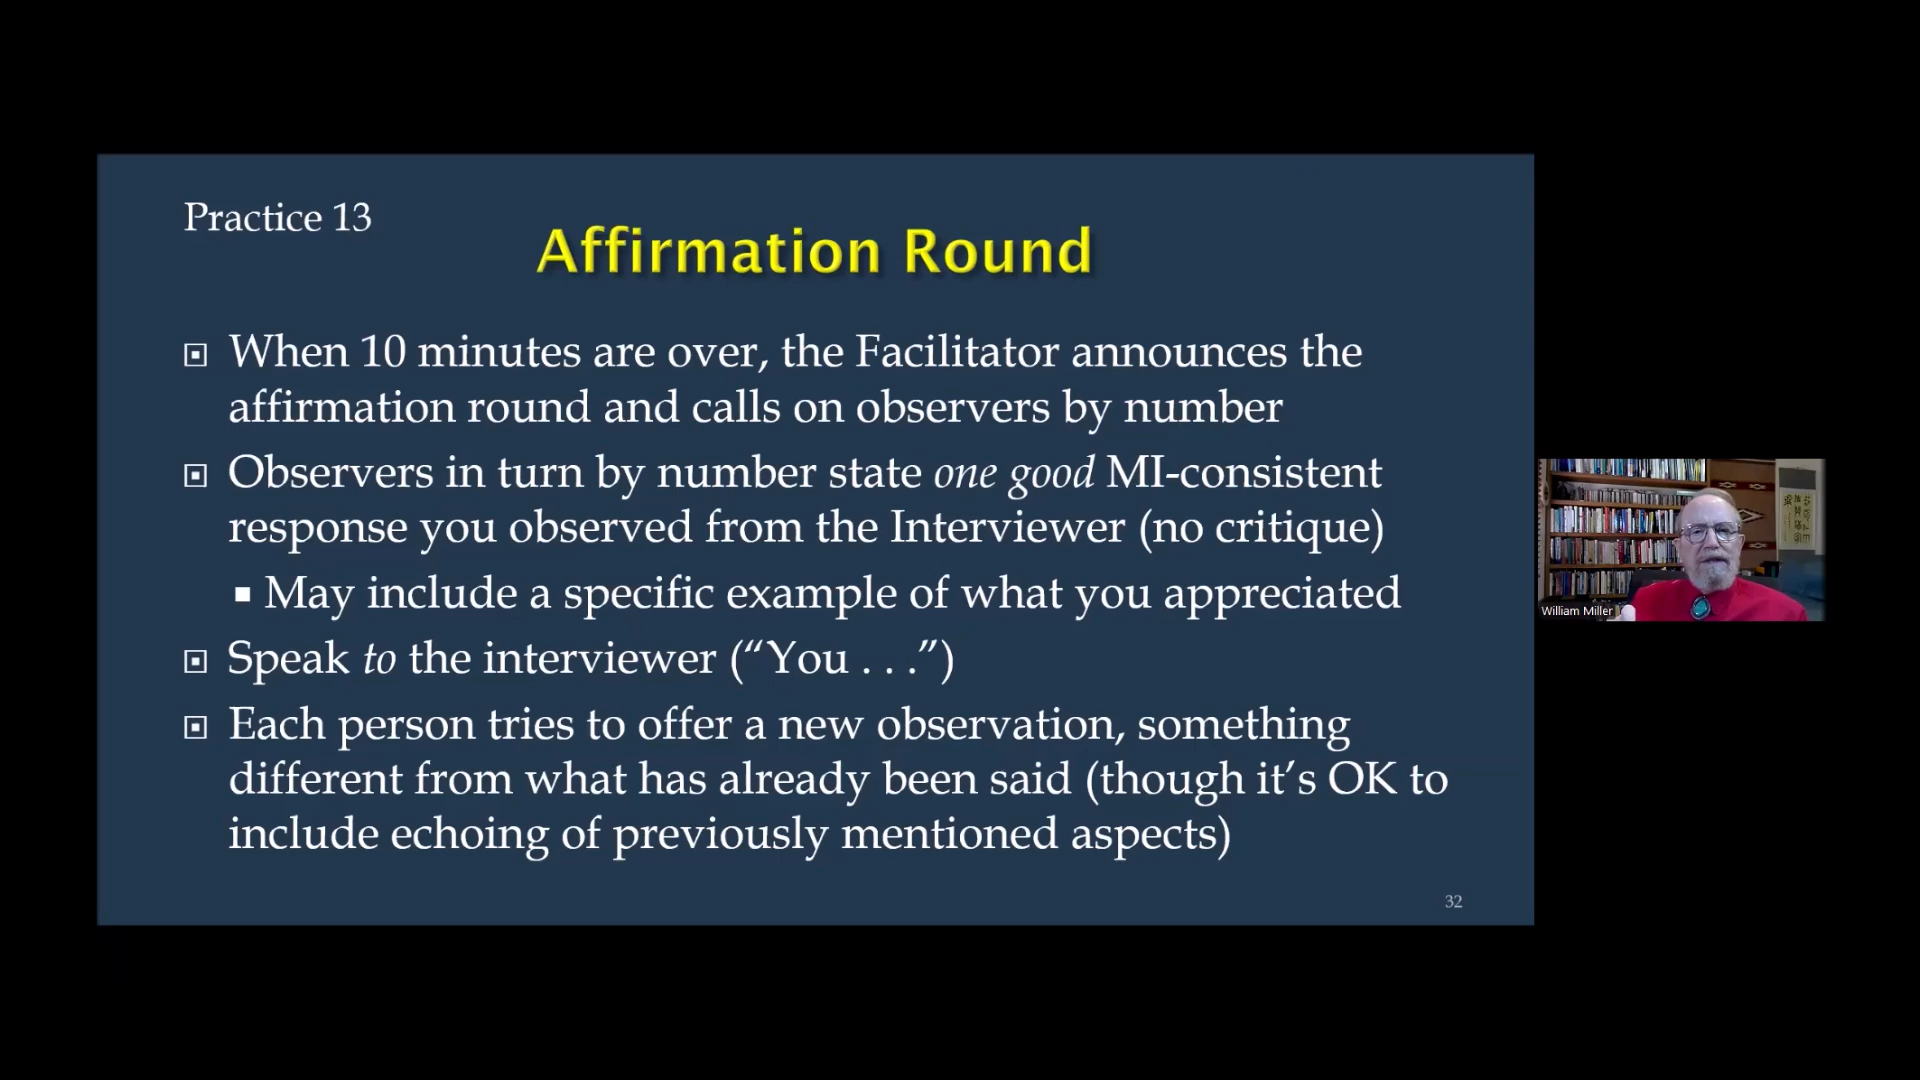 Practice 13
Affirmation Round
When 10 minutes are over, the Facilitator announces the
affirmation round and calls on observers by number
Observers in turn by number state one good MI-consistent
response you observed from the Interviewer (no critique)
May include a specific example of what you appreciated
Speak to the interviewer (“You . . .”)
Each person tries to offer a new observation, something
different from what has already been said (though it’s OK to
include echoing of previously mentioned aspects)
32
William Miller